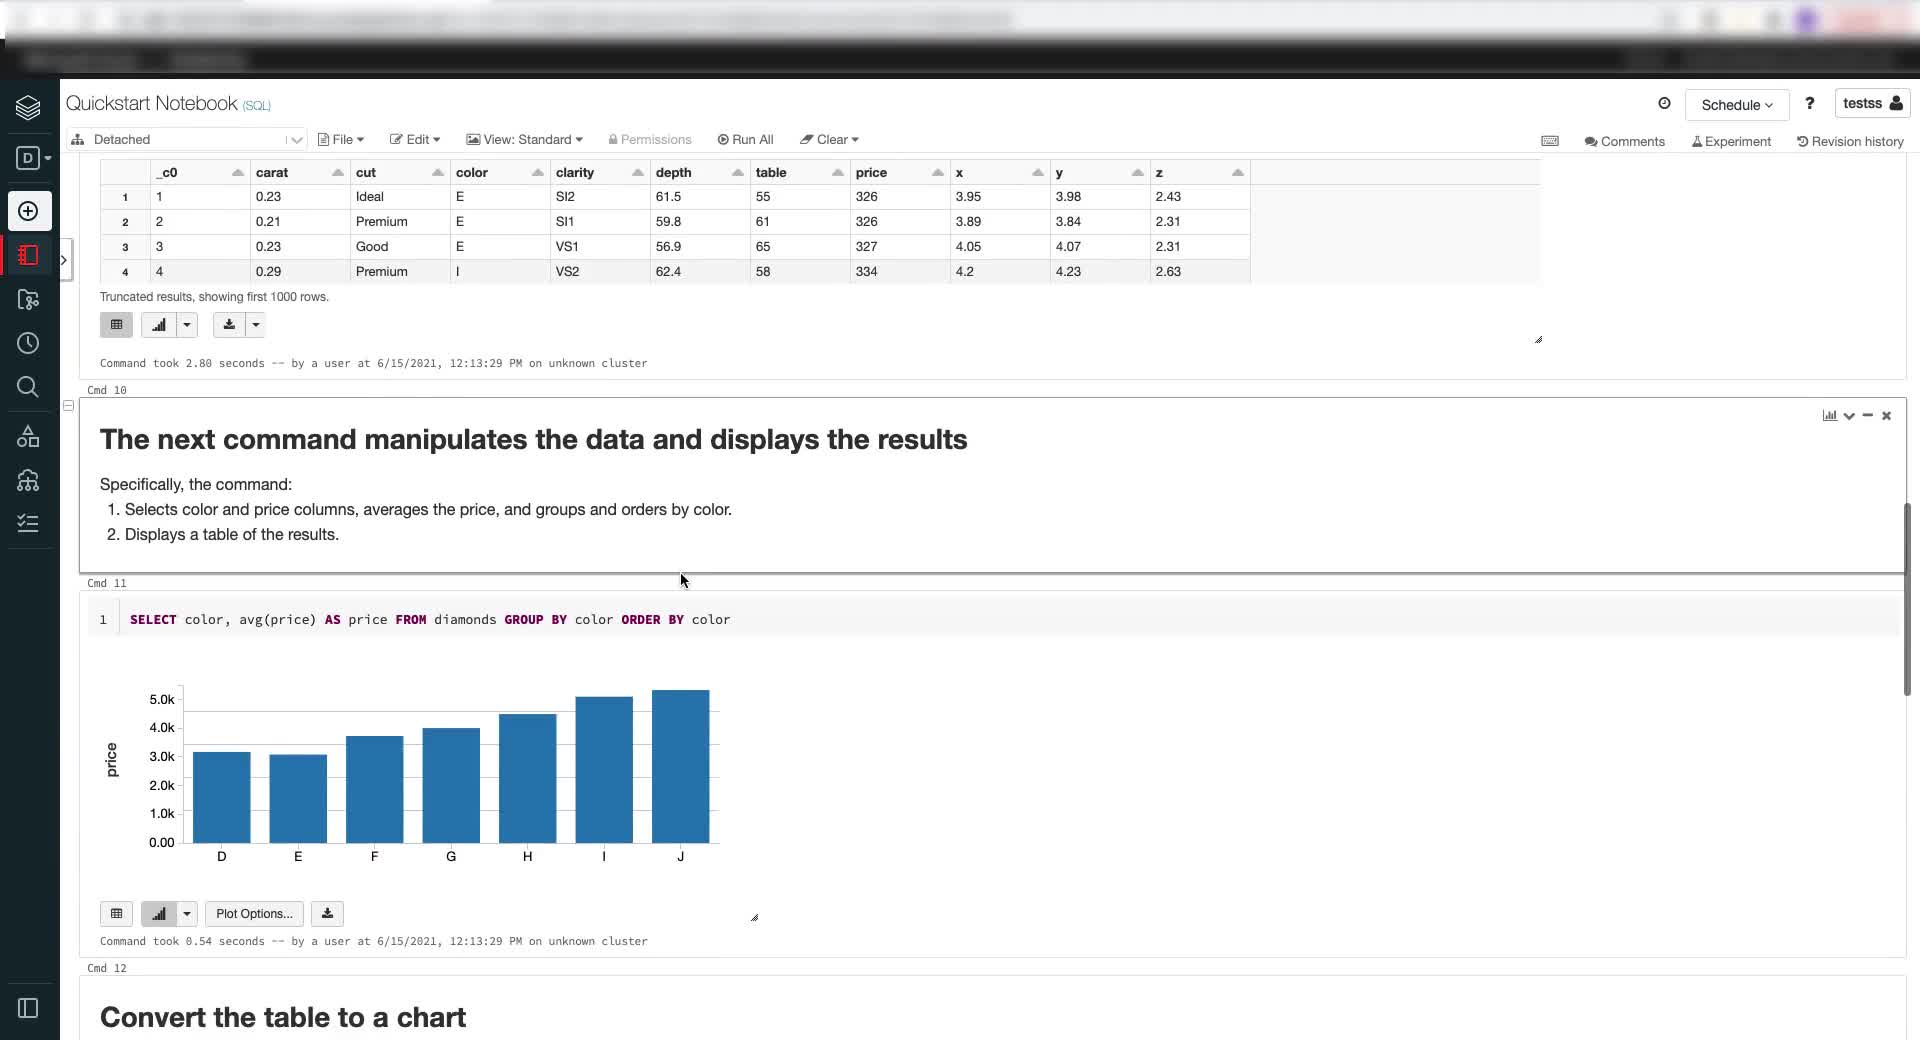 Quickstart Notebook (SQL)
Schedule
?
testss
Detached
File
Edit
View: Standard
Permissions
Run All
Clear
Comments
Experiment
Revision history
D
_c0 carat cut color clarity depth table price x y z
1 1 0.23 Ideal E SI2 61.5 55 326 3.95 3.98 2.43
2 2 0.21 Premium E SI1 59.8 61 326 3.89 3.84 2.31
3 3 0.23 Good E VS1 56.9 65 327 4.05 4.07 2.31
4 4 0.29 Premium I VS2 62.4 58 334 4.2 4.23 2.63
Truncated results, showing first 1000 rows.
Command took 2.80 seconds -- by a user at 6/15/2021, 12:13:29 PM on unknown cluster
Cmd 10
The next command manipulates the data and displays the results
Specifically, the command:
1. Selects color and price columns, averages the price, and groups and orders by color.
2. Displays a table of the results.
Cmd 11
1 SELECT color, avg(price) AS price FROM diamonds GROUP BY color ORDER BY color
5.0k
4.0k
3.0k
2.0k
1.0k
0.00
price
D E F G H I J
Plot Options...
Command took 0.54 seconds -- by a user at 6/15/2021, 12:13:29 PM on unknown cluster
Cmd 12
Convert the table to a chart